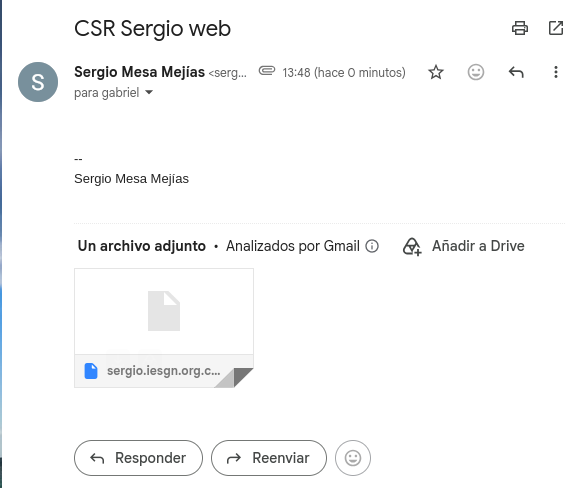 CSR Sergio web
S
Sergio Mesa Mejías <serg... 13:48 (hace 0 minutos)
para gabriel
--
Sergio Mesa Mejías
Un archivo adjunto • Analizados por Gmail Añadir a Drive
sergio.iesgn.org.c...
Responder Reenviar